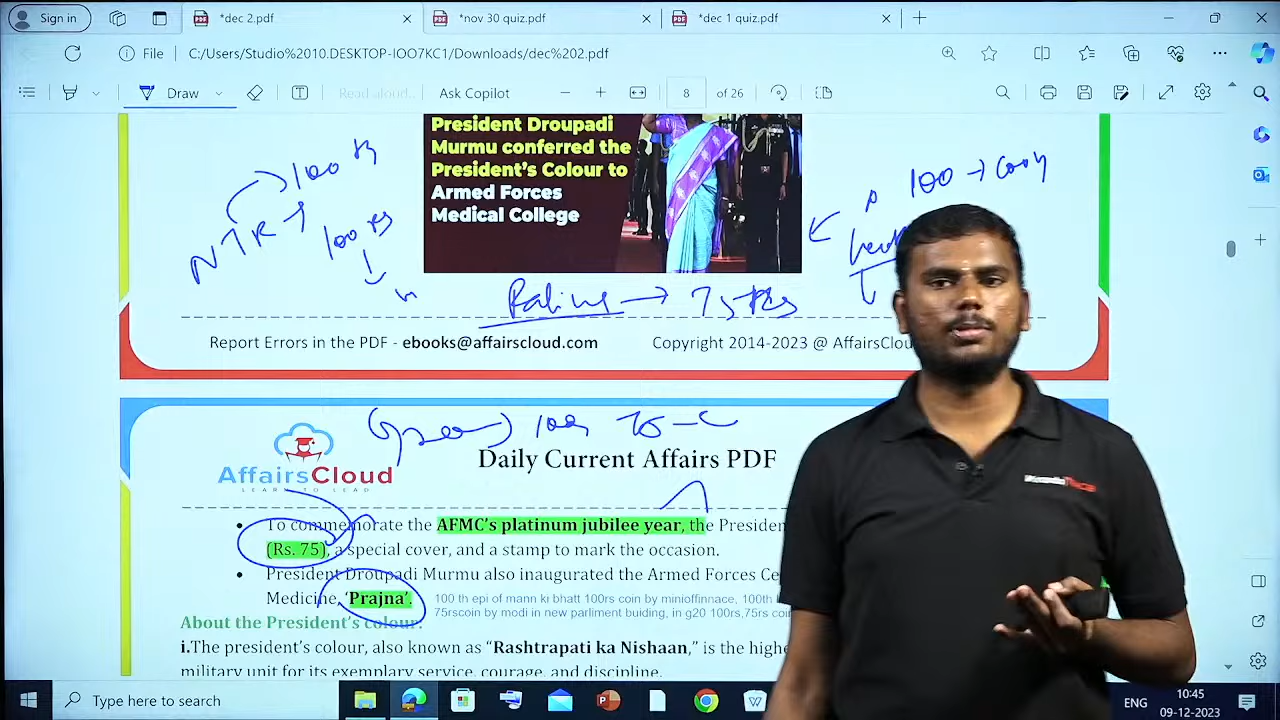 Sign in
*dec 2.pdf
*nov 30 quiz.pdf
*dec 1 quiz.pdf
File
C:/Users/Studio%2010.DESKTOP-IOO7KC1/Downloads/dec%202.pdf
Draw
Read aloud..
Ask Copilot
8
of 26
President Droupadi
Murmu conferred the
President's Colour to
Armed Forces
Medical College
NTR
100 Rs
100 Rs
100
75 Rs
Report Errors in the PDF - ebooks@affairscloud.com
Copyright 2014-2023 @ AffairsClou
AffairsCloud
LEARN TO LEAD
Daily Current Affairs PDF
• To commemorate the AFMC's platinum jubilee year, the Presiden
(Rs. 75), a special cover, and a stamp to mark the occasion.
• President Droupadi Murmu also inaugurated the Armed Forces Ce
Medicine, 'Prajna'.
100 th epi of mann ki bhatt 100rs coin by minioffinnace, 100th
75rscoin by modi in new parliment buiding, in g20 100rs,75rs coi
About the President's colour:
i.The president's colour, also known as "Rashtrapati ka Nishaan," is the highe
military unit for its exemplary service, courage, and discipline.
Type here to search
ENG
10:45
09-12-2023